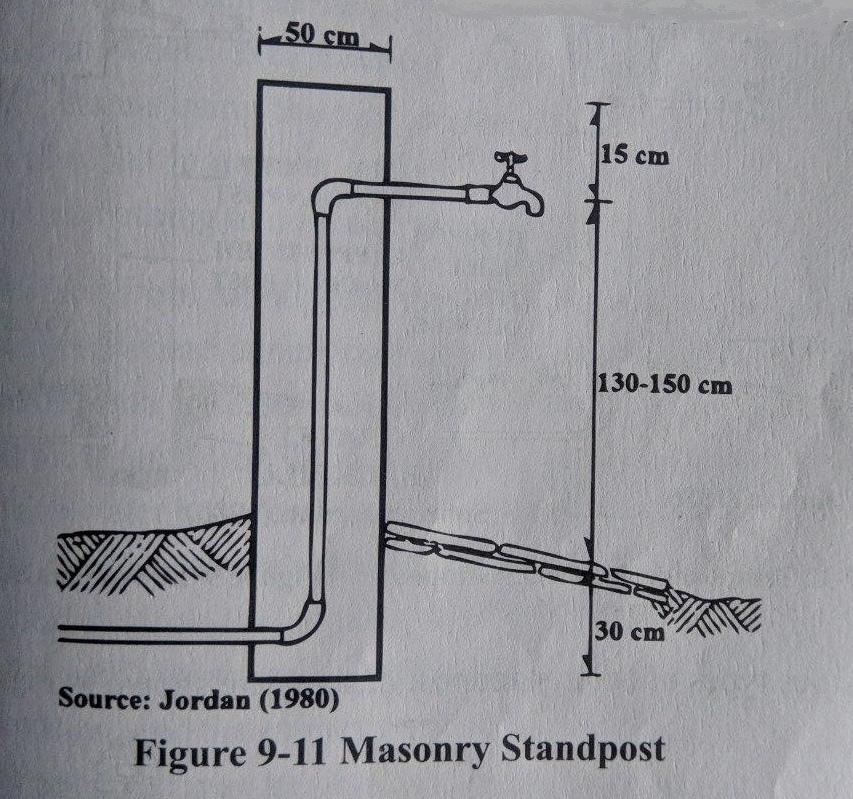 50 cm
15 cm
130-150 cm
30 cm
Source: Jordan (1980)
Figure 9-11 Masonry Standpost